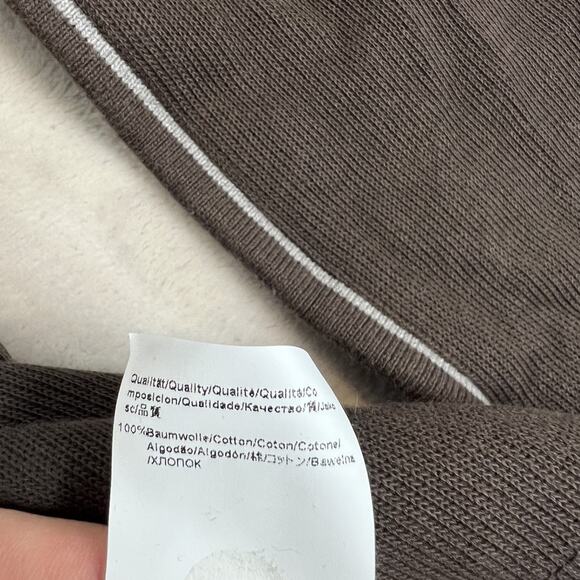 Qualität/Quality/Qualité/Qualità/Co
mposicion/Qualidade/Качество/質/Jako
sc/品質
100%Baumwolle/Cotton/Coton/Cotone/
Algodão/Algodón/棉/コットン/Bawełna
/ХЛОПОК